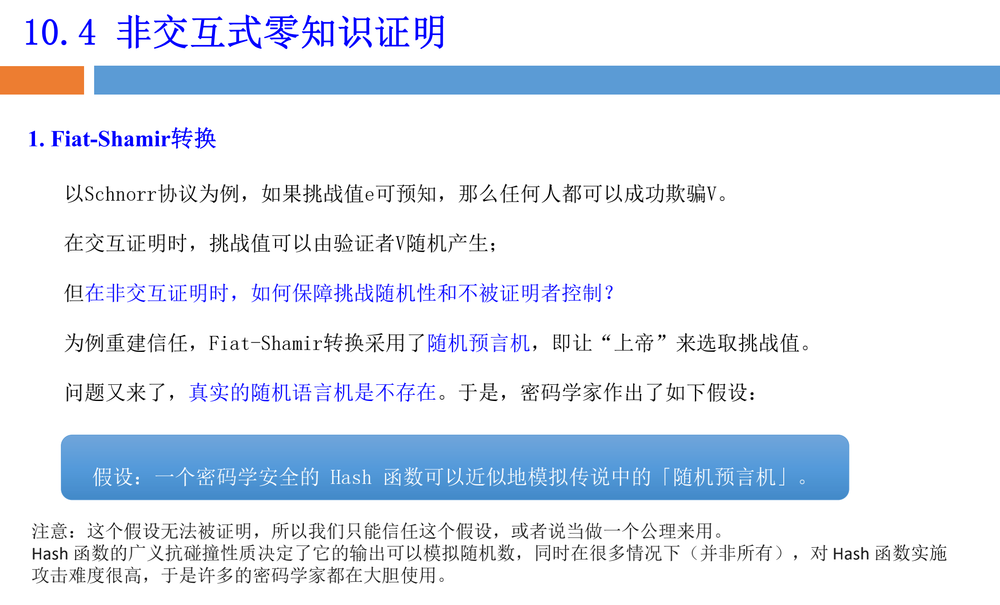 10.4 非交互式零知识证明
1. Fiat-Shamir转换
以Schnorr协议为例，如果挑战值e可预知，那么任何人都可以成功欺骗V。
在交互证明时，挑战值可以由验证者V随机产生；
但在非交互证明时，如何保障挑战随机性和不被证明者控制？
为例重建信任，Fiat-Shamir转换采用了随机预言机，即让“上帝”来选取挑战值。
问题又来了，真实的随机语言机是不存在。于是，密码学家作出了如下假设：
假设：一个密码学安全的 Hash 函数可以近似地模拟传说中的「随机预言机」。
注意：这个假设无法被证明，所以我们只能信任这个假设，或者说当做一个公理来用。
Hash 函数的广义抗碰撞性质决定了它的输出可以模拟随机数，同时在很多情况下（并非所有），对 Hash 函数实施
攻击难度很高，于是许多的密码学家都在大胆使用。